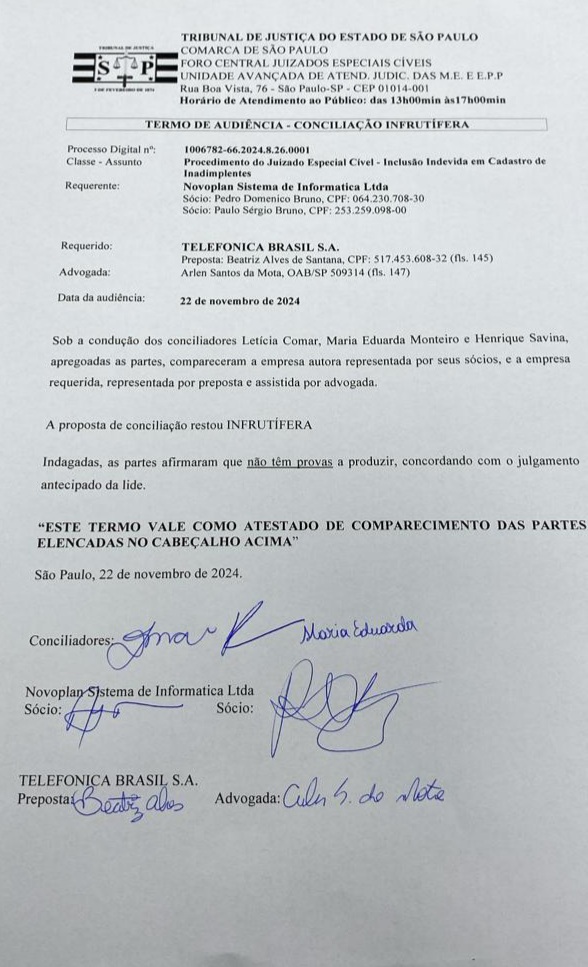 TRIBUNAL DE JUSTIÇA
S P
3 DE FEVEREIRO DE 1874
TRIBUNAL DE JUSTIÇA DO ESTADO DE SÃO PAULO
COMARCA DE SÃO PAULO
FORO CENTRAL JUIZADOS ESPECIAIS CÍVEIS
UNIDADE AVANÇADA DE ATEND. JUDIC. DAS M.E. E E.P.P
Rua Boa Vista, 76 - São Paulo-SP - CEP 01014-001
Horário de Atendimento ao Público: das 13h00min às17h00min
TERMO DE AUDIÊNCIA - CONCILIAÇÃO INFRUTÍFERA
Processo Digital nº: 1006782-66.2024.8.26.0001
Classe - Assunto Procedimento do Juizado Especial Cível - Inclusão Indevida em Cadastro de
Inadimplentes
Requerente: Novoplan Sistema de Informatica Ltda
Sócio: Pedro Domenico Bruno, CPF: 064.230.708-30
Sócio: Paulo Sérgio Bruno, CPF: 253.259.098-00
Requerido: TELEFONICA BRASIL S.A.
Preposta: Beatriz Alves de Santana, CPF: 517.453.608-32 (fls. 145)
Advogada: Arlen Santos da Mota, OAB/SP 509314 (fls. 147)
Data da audiência: 22 de novembro de 2024
Sob a condução dos conciliadores Letícia Comar, Maria Eduarda Monteiro e Henrique Savina,
apregoadas as partes, compareceram a empresa autora representada por seus sócios, e a empresa
requerida, representada por preposta e assistida por advogada.
A proposta de conciliação restou INFRUTÍFERA
Indagadas, as partes afirmaram que não têm provas a produzir, concordando com o julgamento
antecipado da lide.
“ESTE TERMO VALE COMO ATESTADO DE COMPARECIMENTO DAS PARTES
ELENCADAS NO CABEÇALHO ACIMA”
São Paulo, 22 de novembro de 2024.
Conciliadores: Maria Eduarda
Novoplan Sistema de Informatica Ltda
Sócio: Sócio:
TELEFONICA BRASIL S.A.
Preposta: Beatriz Alves Advogada: S. da Mota